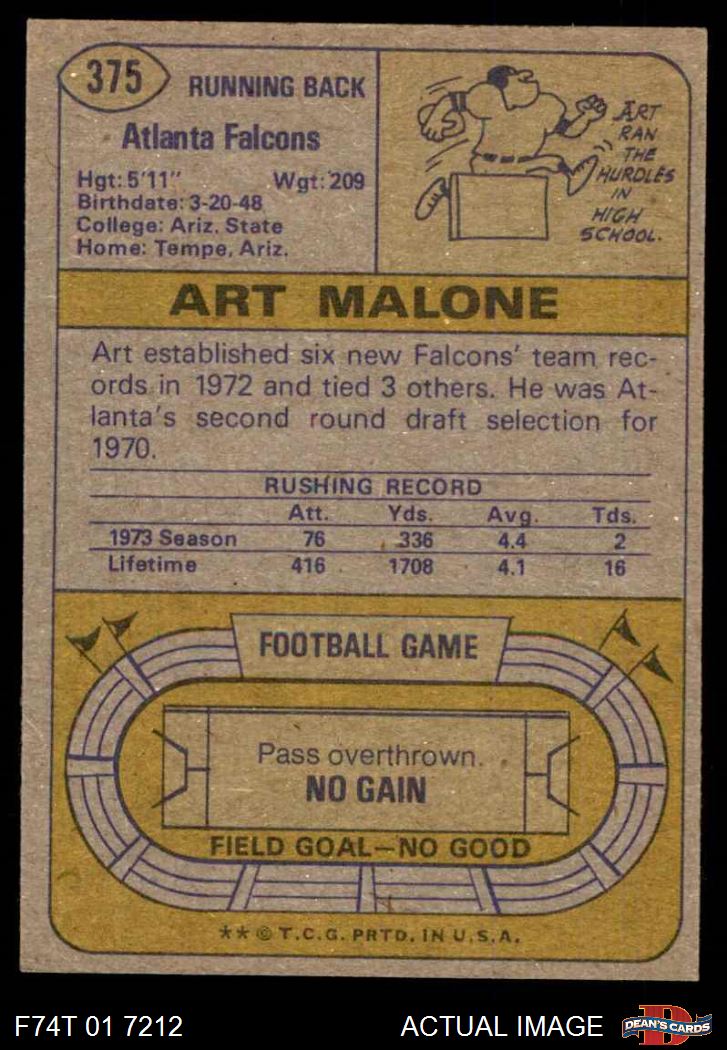 375
RUNNING BACK
Atlanta Falcons
Hgt: 5'11" Wgt: 209
Birthdate: 3-20-48
College: Ariz. State
Home: Tempe, Ariz.
ART
RAN
THE
HURDLES
IN
HIGH
SCHOOL.
ART MALONE
Art established six new Falcons' team rec-
ords in 1972 and tied 3 others. He was At-
lanta's second round draft selection for
1970.
RUSHING RECORD
Att. Yds. Avg. Tds.
1973 Season 76 336 4.4 2
Lifetime 416 1708 4.1 16
FOOTBALL GAME
Pass overthrown.
NO GAIN
FIELD GOAL—NO GOOD
** © T.C.G. PRTD. IN U.S.A.
F74T 01 7212 ACTUAL IMAGE
D
DEAN'S CARDS